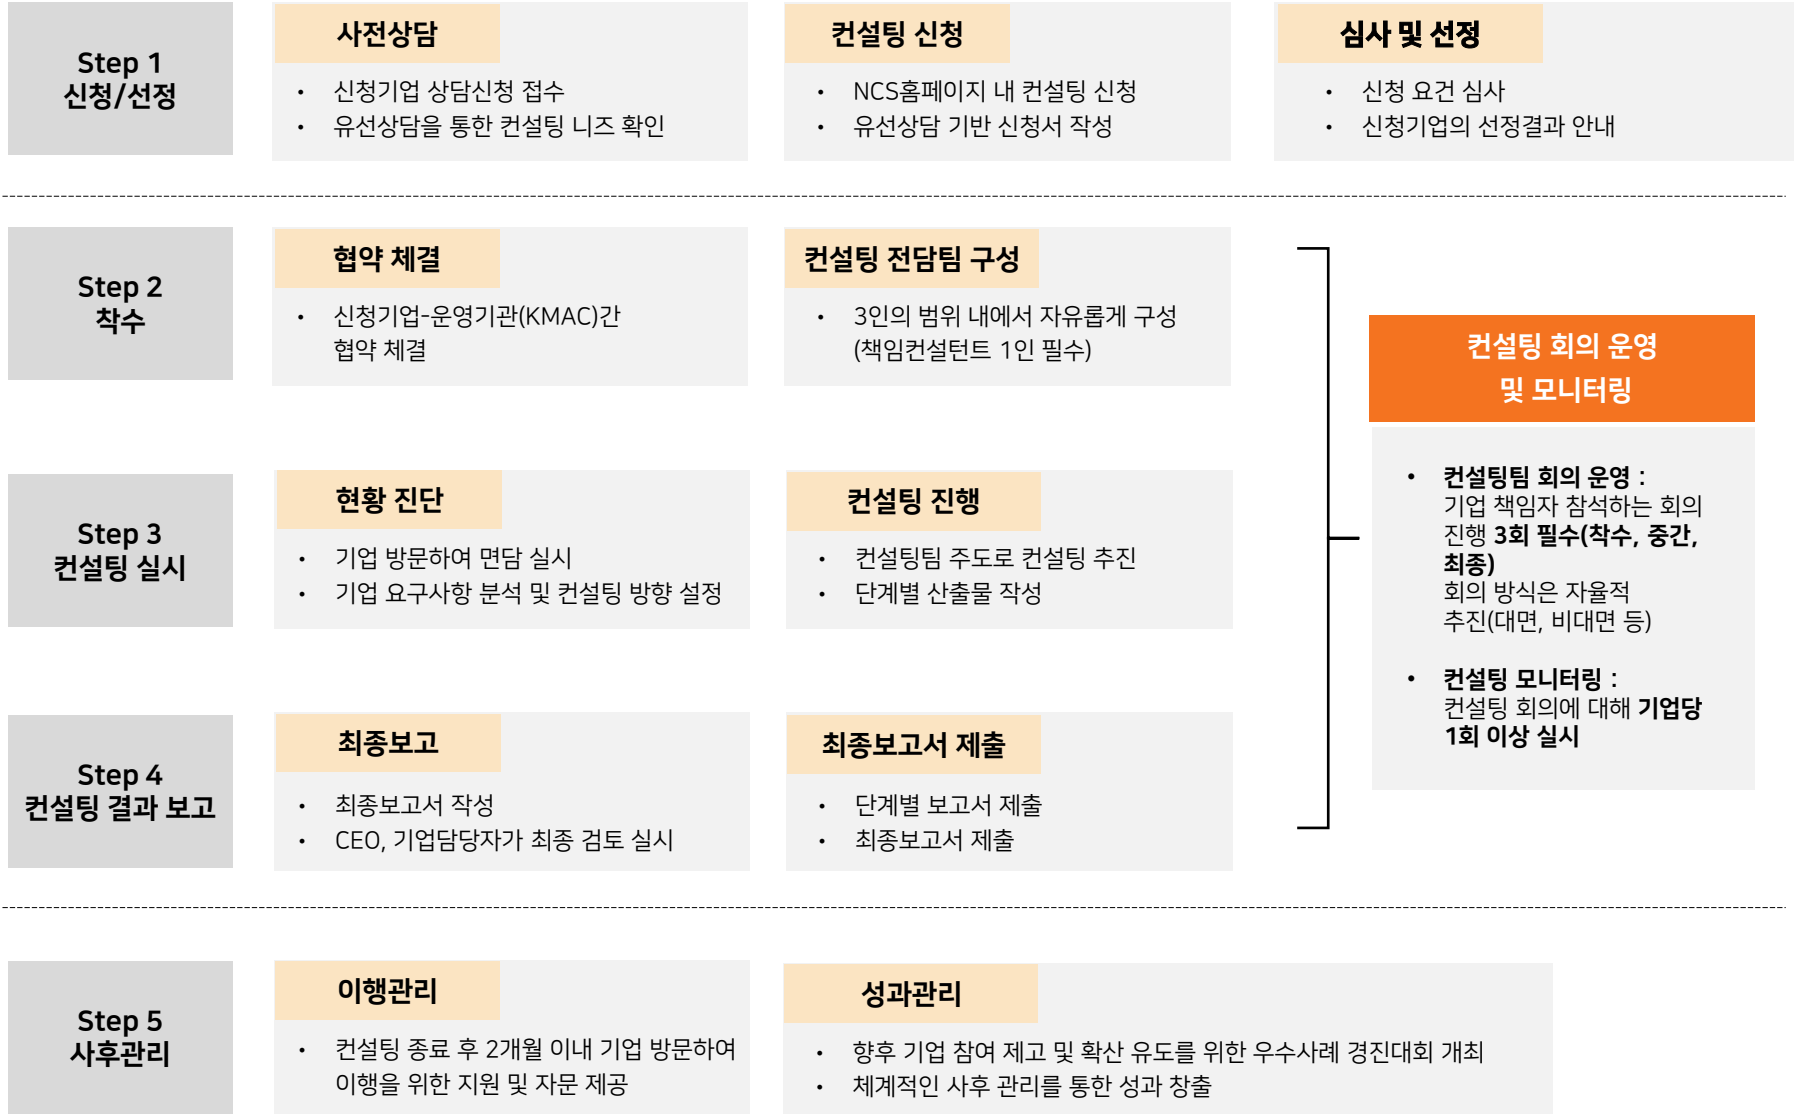 Step 1
신청/선정
사전상담
• 신청기업 상담신청 접수
• 유선상담을 통한 컨설팅 니즈 확인
컨설팅 신청
• NCS홈페이지 내 컨설팅 신청
• 유선상담 기반 신청서 작성
심사 및 선정
• 신청 요건 심사
• 신청기업의 선정결과 안내
Step 2
착수
협약 체결
• 신청기업-운영기관(KMAC)간
협약 체결
컨설팅 전담팀 구성
• 3인의 범위 내에서 자유롭게 구성
(책임컨설턴트 1인 필수)
Step 3
컨설팅 실시
현황 진단
• 기업 방문하여 면담 실시
• 기업 요구사항 분석 및 컨설팅 방향 설정
컨설팅 진행
• 컨설팅팀 주도로 컨설팅 추진
• 단계별 산출물 작성
Step 4
컨설팅 결과 보고
최종보고
• 최종보고서 작성
• CEO, 기업담당자가 최종 검토 실시
최종보고서 제출
• 단계별 보고서 제출
• 최종보고서 제출
컨설팅 회의 운영
및 모니터링
• 컨설팅팀 회의 운영 :
기업 책임자 참석하는 회의
진행 3회 필수(착수, 중간,
최종)
회의 방식은 자율적
추진(대면, 비대면 등)
• 컨설팅 모니터링 :
컨설팅 회의에 대해 기업당
1회 이상 실시
Step 5
사후관리
이행관리
• 컨설팅 종료 후 2개월 이내 기업 방문하여
이행을 위한 지원 및 자문 제공
성과관리
• 향후 기업 참여 제고 및 확산 유도를 위한 우수사례 경진대회 개최
• 체계적인 사후 관리를 통한 성과 창출